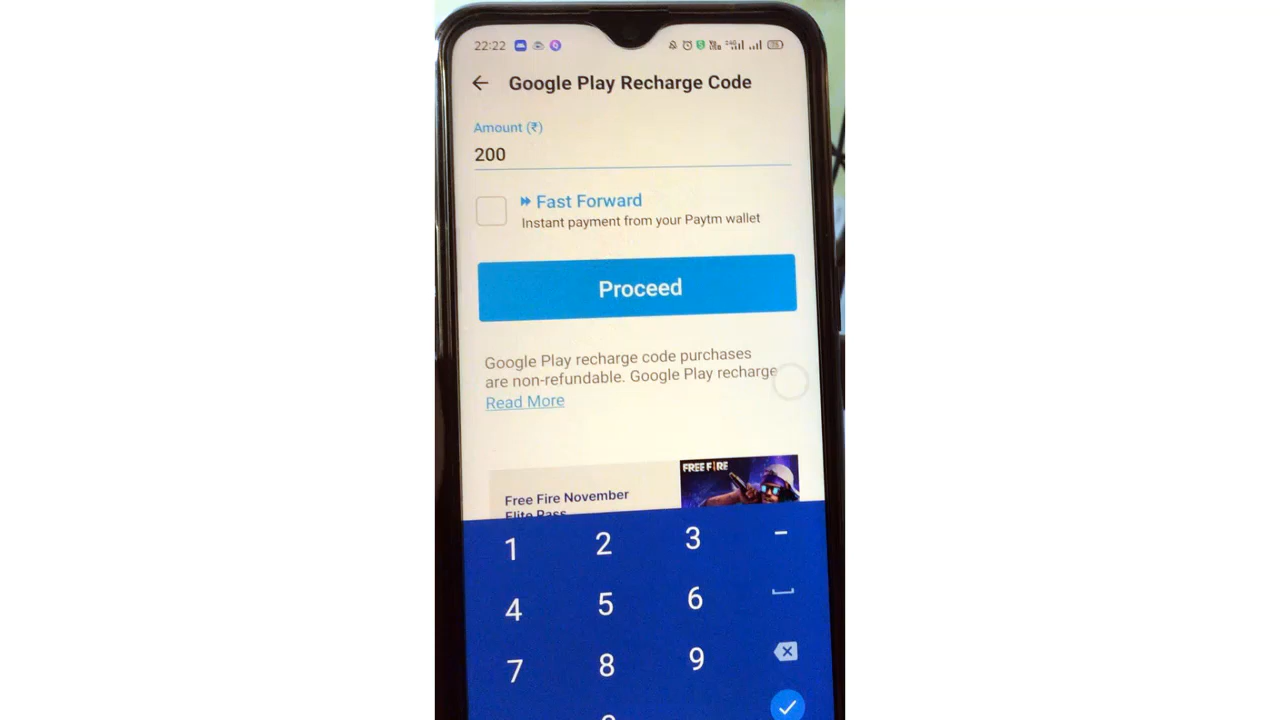 22:22
Google Play Recharge Code
Amount (₹)
200
Fast Forward
Instant payment from your Paytm wallet
Proceed
Google Play recharge code purchases
are non-refundable. Google Play recharge
Read More
FREE FIRE
Free Fire November
Elite Pass
1 2 3 -
4 5 6
7 8 9